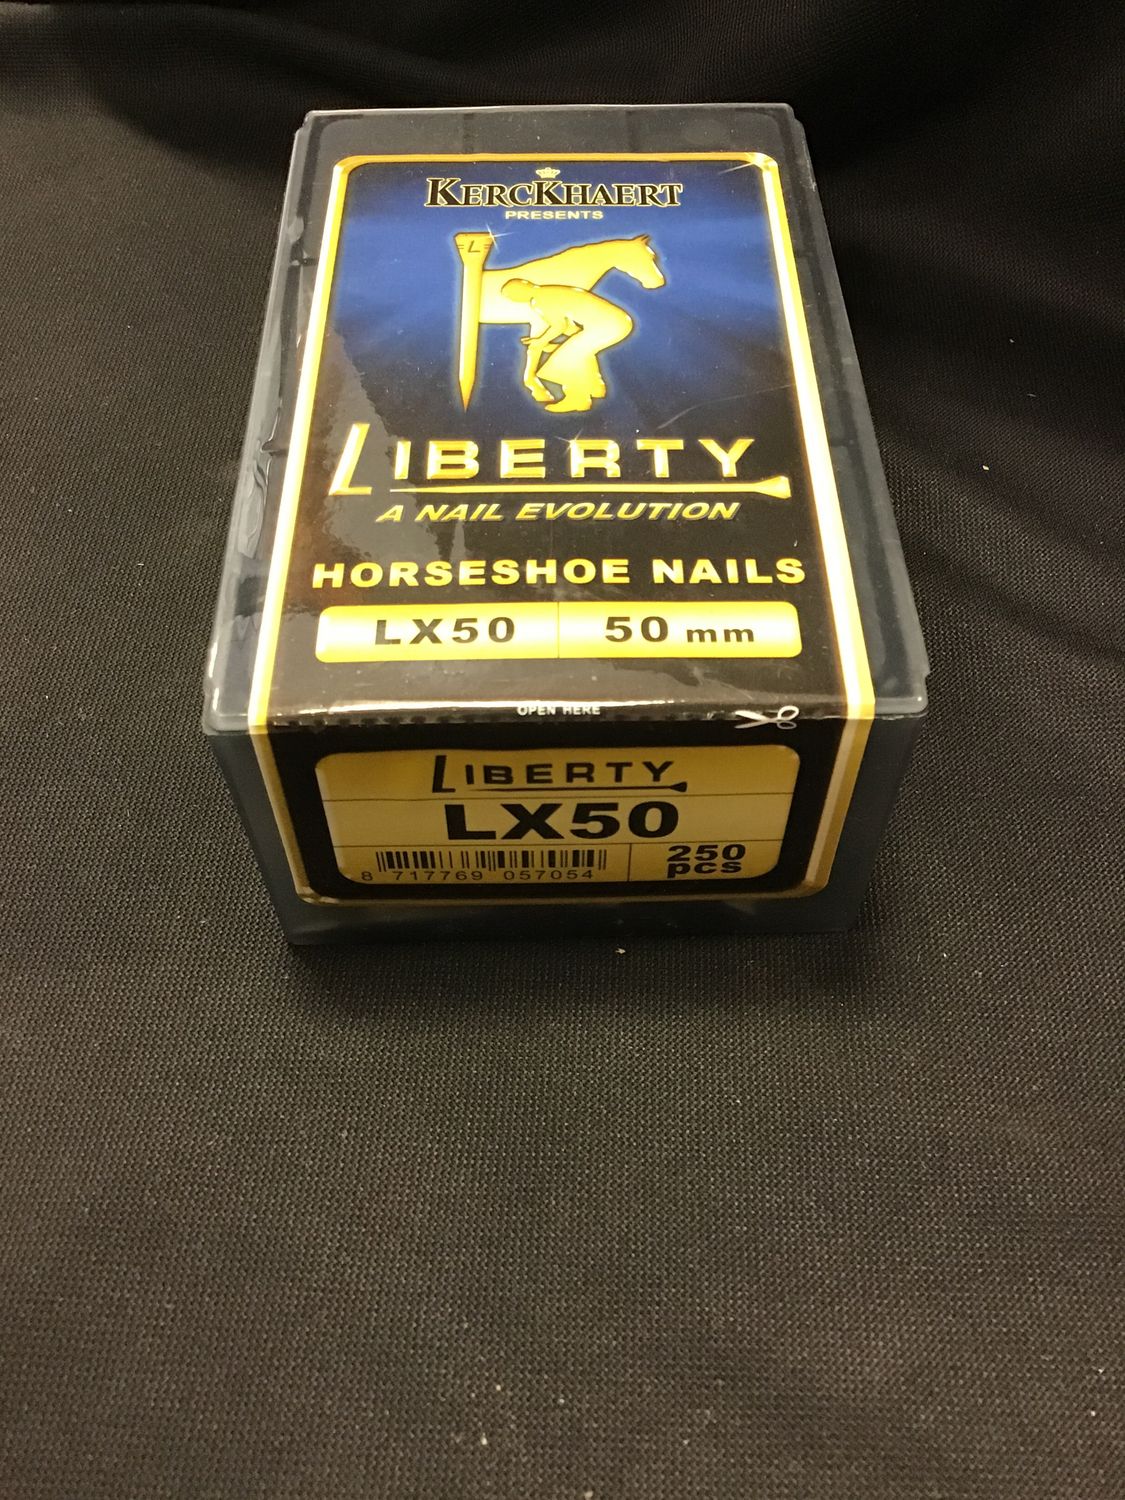 KERCKHAERT
PRESENTS
L
LIBERTY
A NAIL EVOLUTION
HORSESHOE NAILS
LX50 50 mm
OPEN HERE
LIBERTY
LX50
8 717769 057054
250
pcs